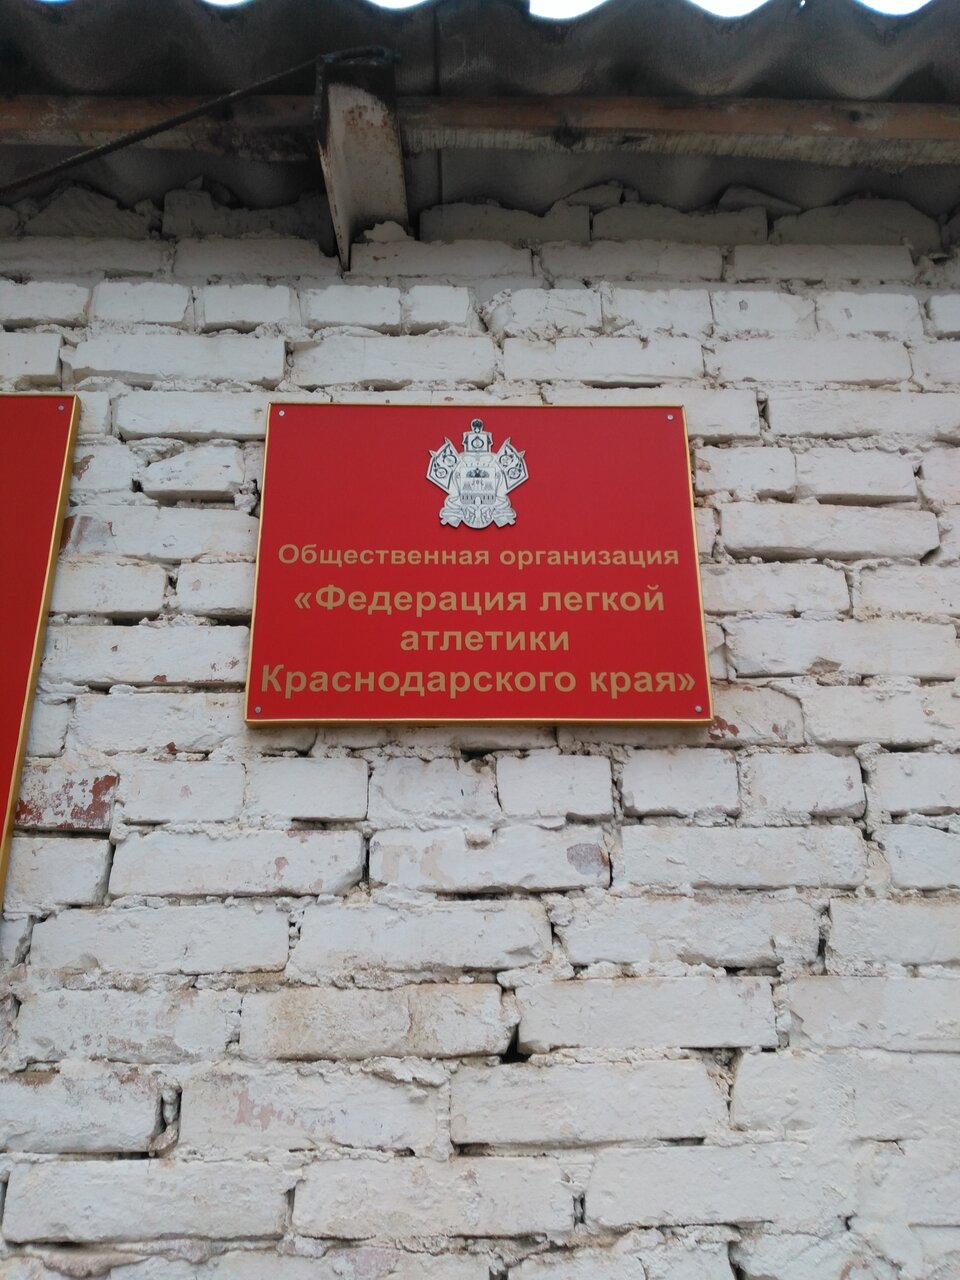 Общественная организация
«Федерация легкой
атлетики
Краснодарского края»